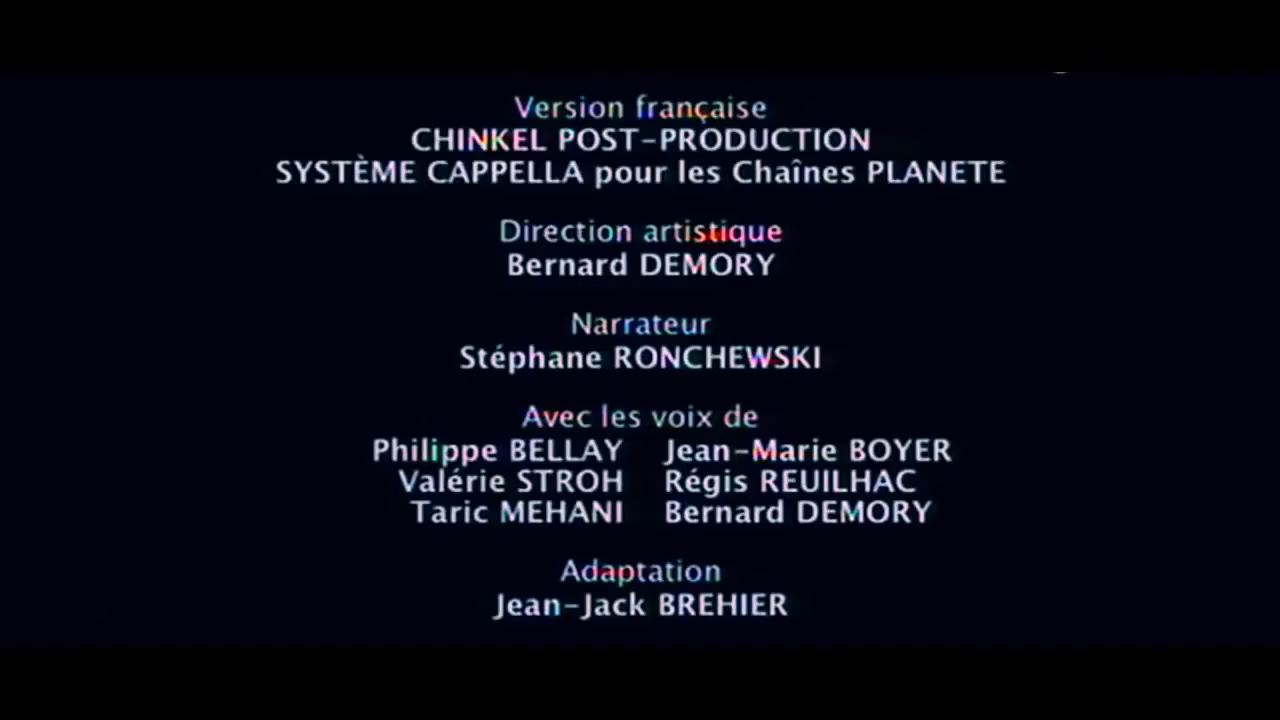 Version française
CHINKEL POST-PRODUCTION
SYSTÈME CAPPELLA pour les Chaînes PLANETE
Direction artistique
Bernard DEMORY
Narrateur
Stéphane RONCHEWSKI
Avec les voix de
Philippe BELLAY Jean-Marie BOYER
Valérie STROH Régis REUILHAC
Taric MEHANI Bernard DEMORY
Adaptation
Jean-Jack BREHIER